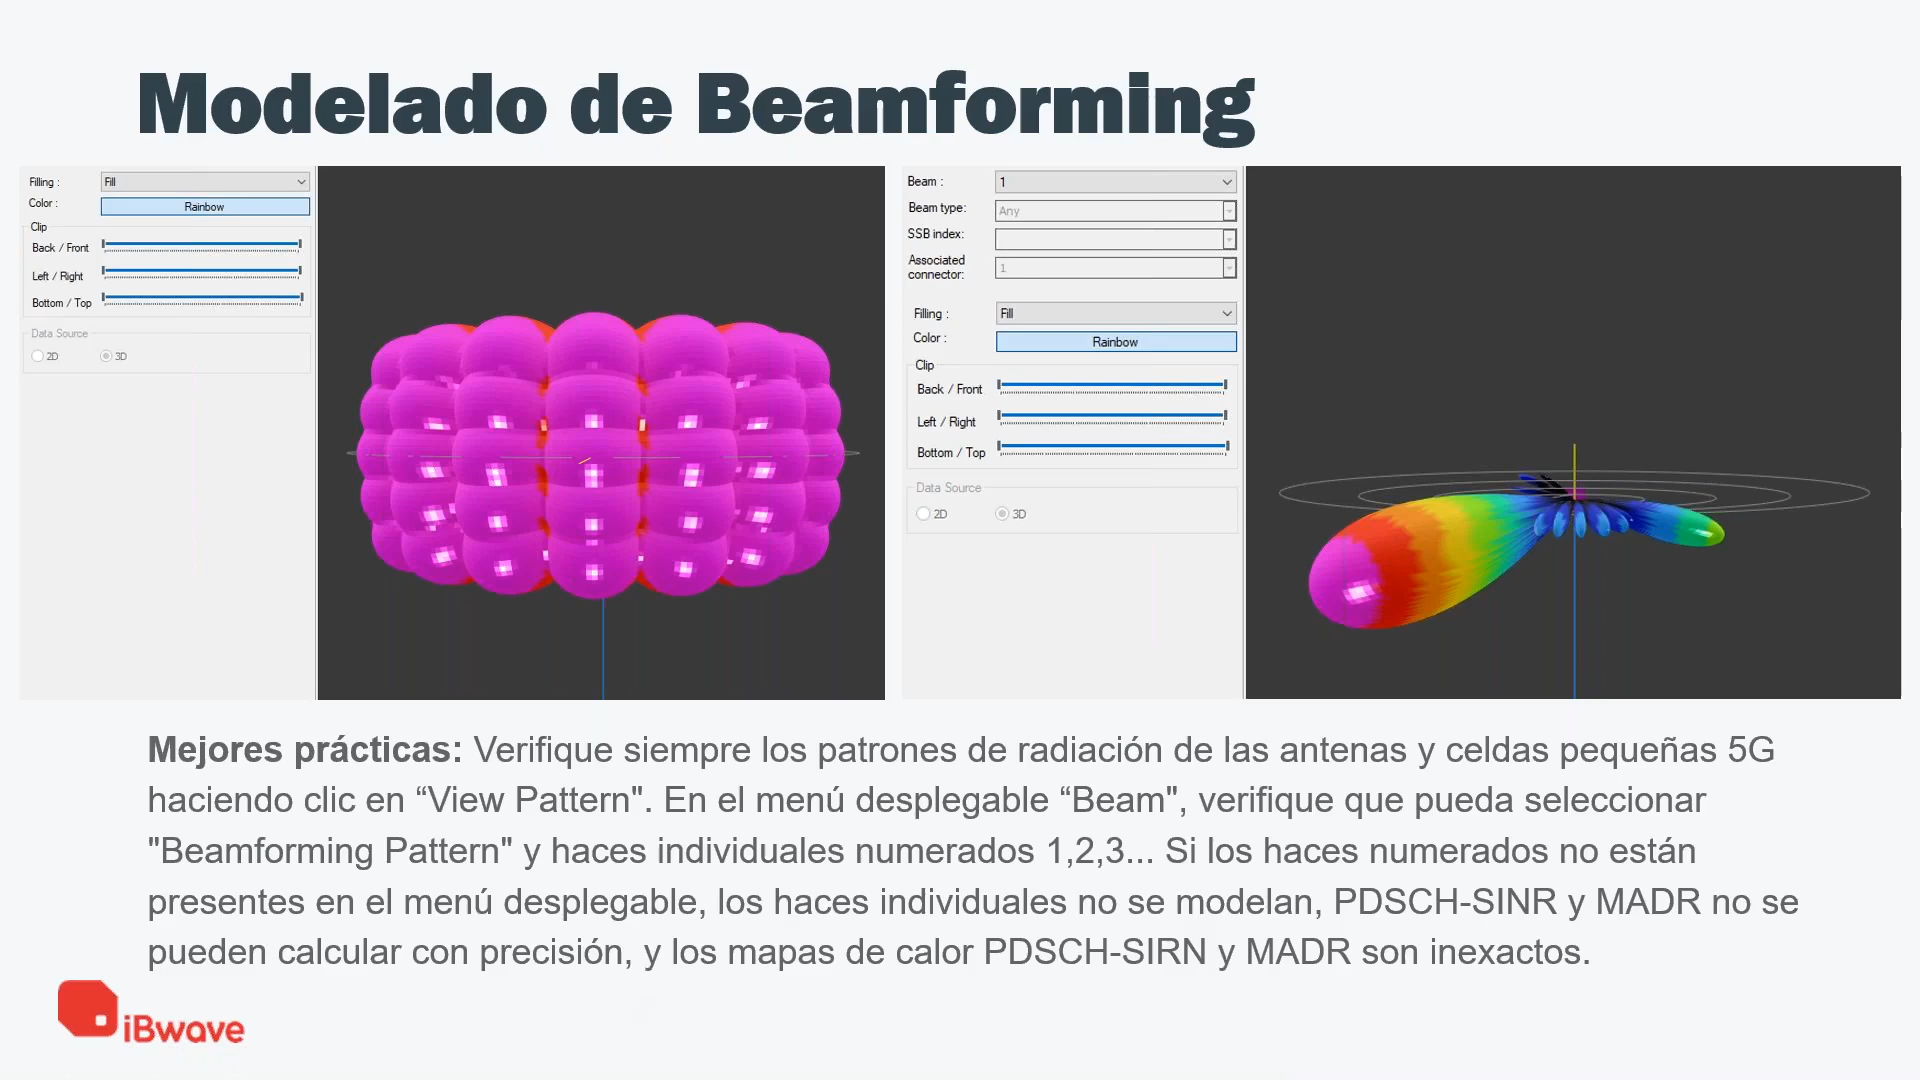 Modelado de Beamforming
Filling :
Fill
Color :
Rainbow
Clip
Back / Front
Left / Right
Bottom / Top
Data Source
2D
3D
Beam :
1
Beam type:
Any
SSB index:
Associated
connector:
1
Filling :
Fill
Color :
Rainbow
Clip
Back / Front
Left / Right
Bottom / Top
Data Source
2D
3D
Mejores prácticas: Verifique siempre los patrones de radiación de las antenas y celdas pequeñas 5G
haciendo clic en “View Pattern". En el menú desplegable “Beam", verifique que pueda seleccionar
"Beamforming Pattern" y haces individuales numerados 1,2,3... Si los haces numerados no están
presentes en el menú desplegable, los haces individuales no se modelan, PDSCH-SINR y MADR no se
pueden calcular con precisión, y los mapas de calor PDSCH-SIRN y MADR son inexactos.
iBwave